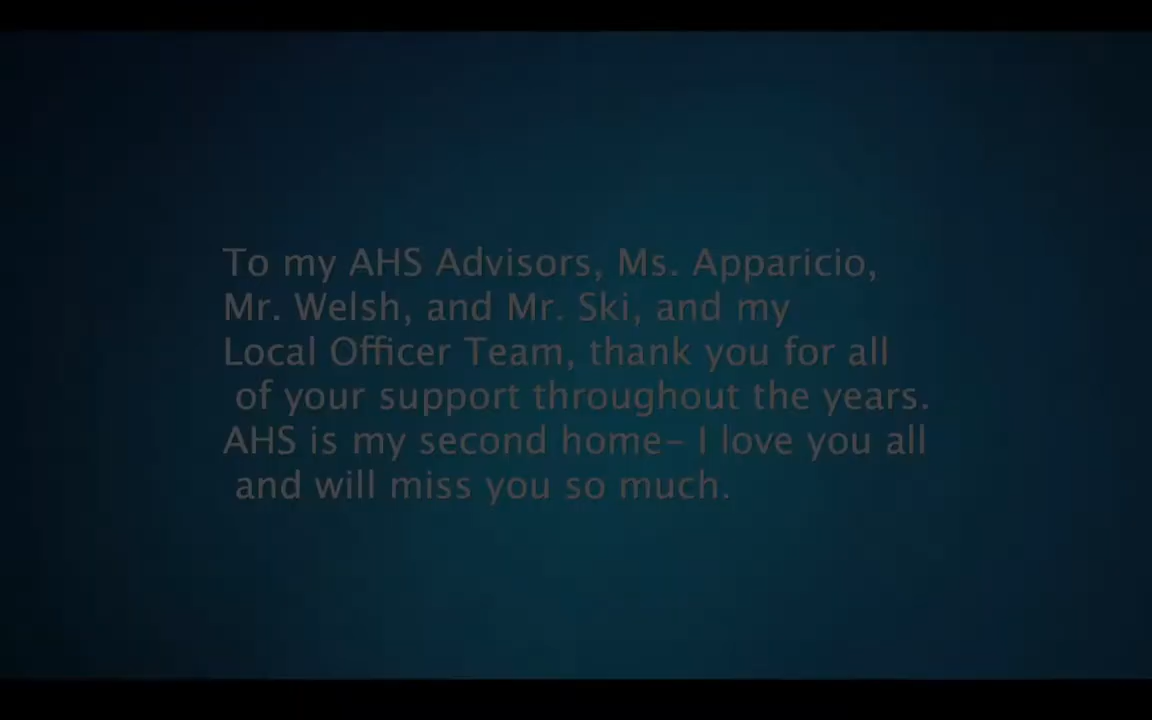 To my AHS Advisors, Ms. Apparicio,
Mr. Welsh, and Mr. Ski, and my
Local Officer Team, thank you for all
of your support throughout the years.
AHS is my second home- I love you all
and will miss you so much.